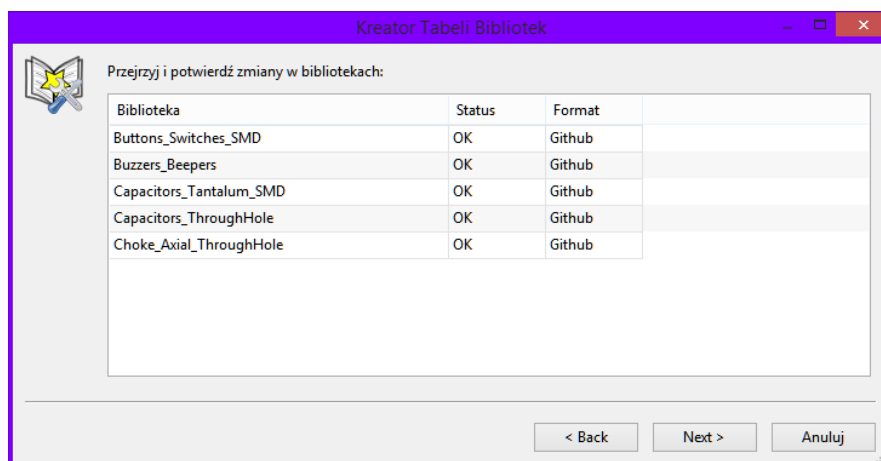 Kreator Tabeli Bibliotek
Przejrzyj i potwierdź zmiany w bibliotekach:
Biblioteka Status Format
Buttons_Switches_SMD OK Github
Buzzers_Beepers OK Github
Capacitors_Tantalum_SMD OK Github
Capacitors_ThroughHole OK Github
Choke_Axial_ThroughHole OK Github
< Back Next > Anuluj